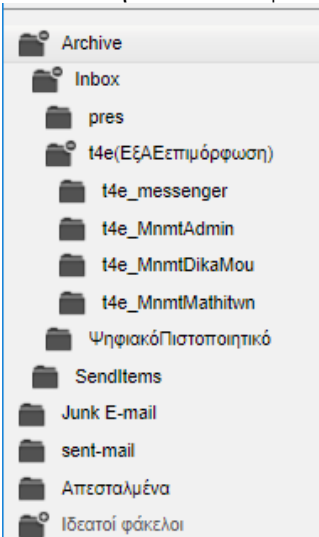 Archive
Inbox
pres
t4e(ΕξΑΕεπιμόρφωση)
t4e_messenger
t4e_MnmtAdmin
t4e_MnmtDikaMou
t4e_MnmtMathitwn
ΨηφιακόΠιστοποιητικό
SendItems
Junk E-mail
sent-mail
Απεσταλμένα
Ιδεατοί φάκελοι